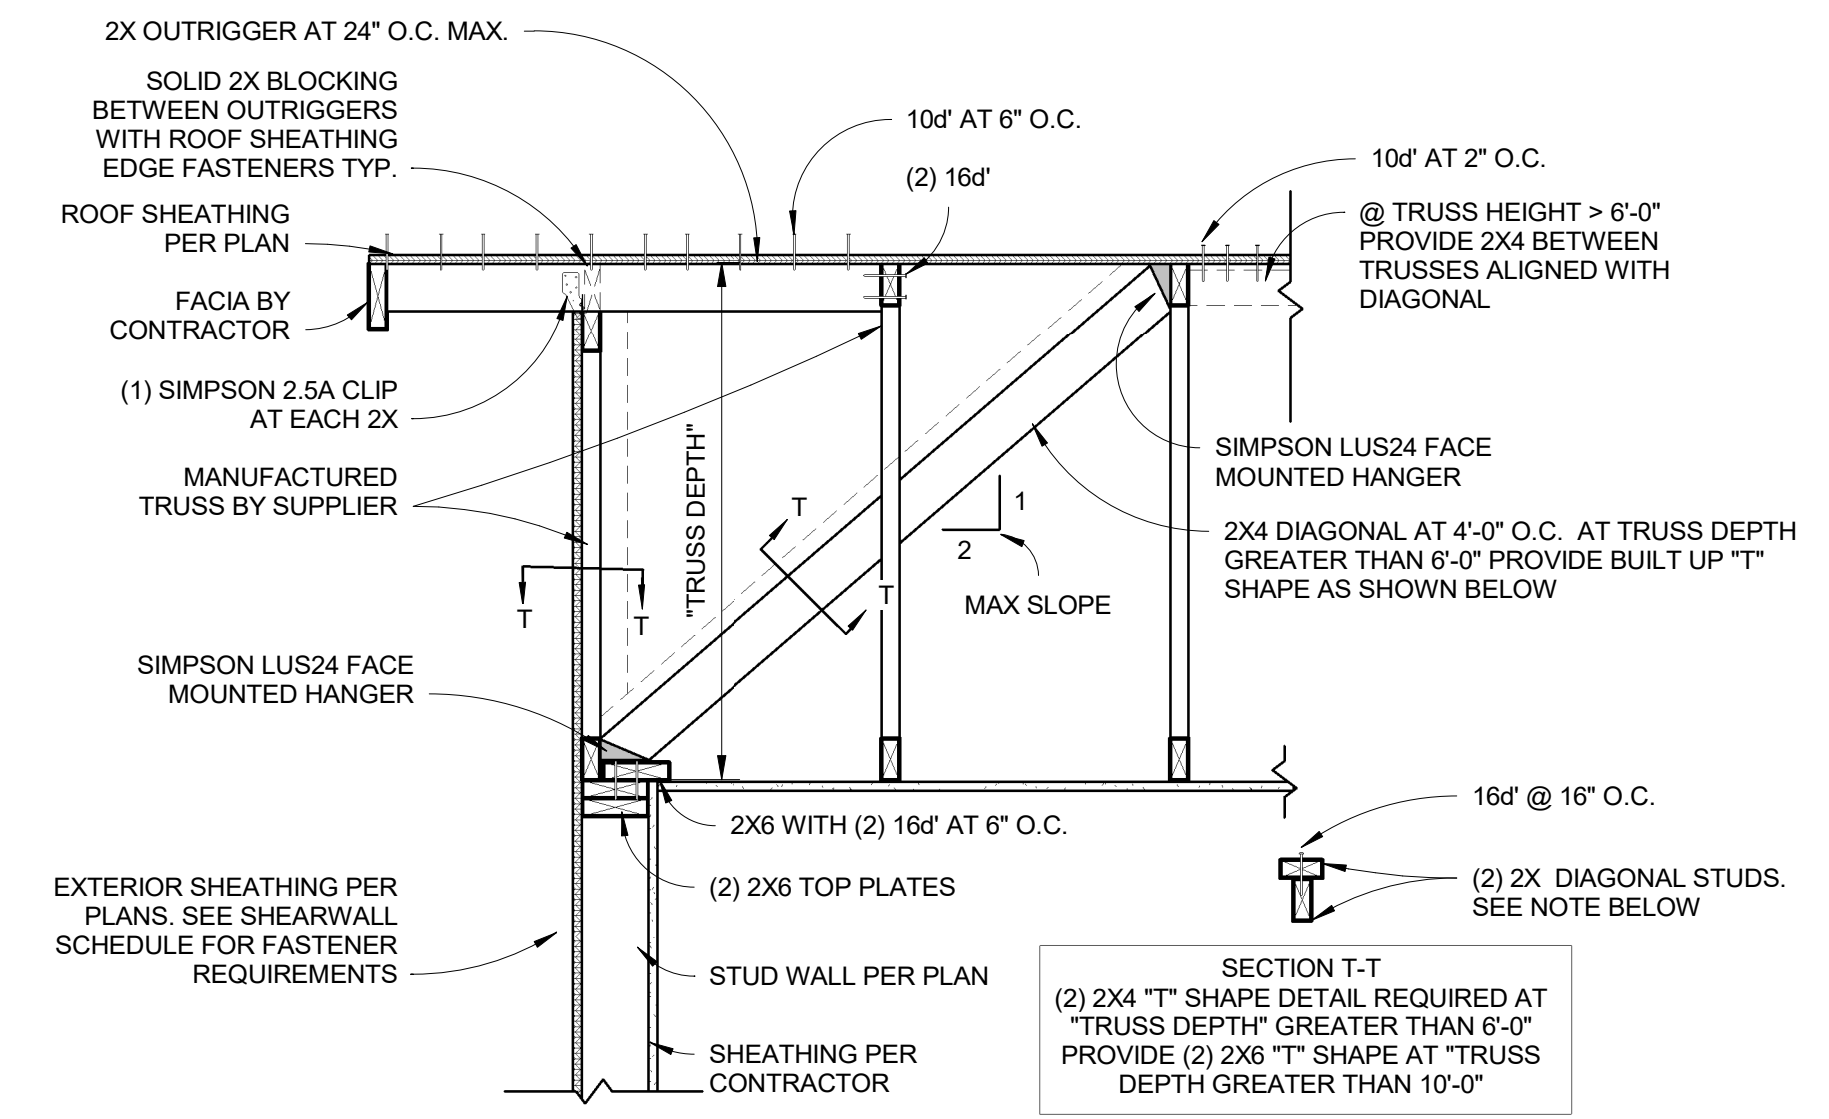 2X OUTRIGGER AT 24" O.C. MAX.
SOLID 2X BLOCKING
BETWEEN OUTRIGGERS
WITH ROOF SHEATHING
EDGE FASTENERS TYP.
ROOF SHEATHING
PER PLAN
FACIA BY
CONTRACTOR
(1) SIMPSON 2.5A CLIP
AT EACH 2X
MANUFACTURED
TRUSS BY SUPPLIER
10d' AT 6" O.C.
(2) 16d'
10d' AT 2" O.C.
@ TRUSS HEIGHT > 6'-0"
PROVIDE 2X4 BETWEEN
TRUSSES ALIGNED WITH
DIAGONAL
SIMPSON LUS24 FACE
MOUNTED HANGER
2X4 DIAGONAL AT 4'-0" O.C. AT TRUSS DEPTH
GREATER THAN 6'-0" PROVIDE BUILT UP "T"
SHAPE AS SHOWN BELOW
"TRUSS DEPTH"
T
T
1
2
MAX SLOPE
T
T
SIMPSON LUS24 FACE
MOUNTED HANGER
2X6 WITH (2) 16d' AT 6" O.C.
(2) 2X6 TOP PLATES
EXTERIOR SHEATHING PER
PLANS. SEE SHEARWALL
SCHEDULE FOR FASTENER
REQUIREMENTS
STUD WALL PER PLAN
SHEATHING PER
CONTRACTOR
16d' @ 16" O.C.
(2) 2X DIAGONAL STUDS.
SEE NOTE BELOW
SECTION T-T
(2) 2X4 "T" SHAPE DETAIL REQUIRED AT
"TRUSS DEPTH" GREATER THAN 6'-0"
PROVIDE (2) 2X6 "T" SHAPE AT "TRUSS
DEPTH GREATER THAN 10'-0"